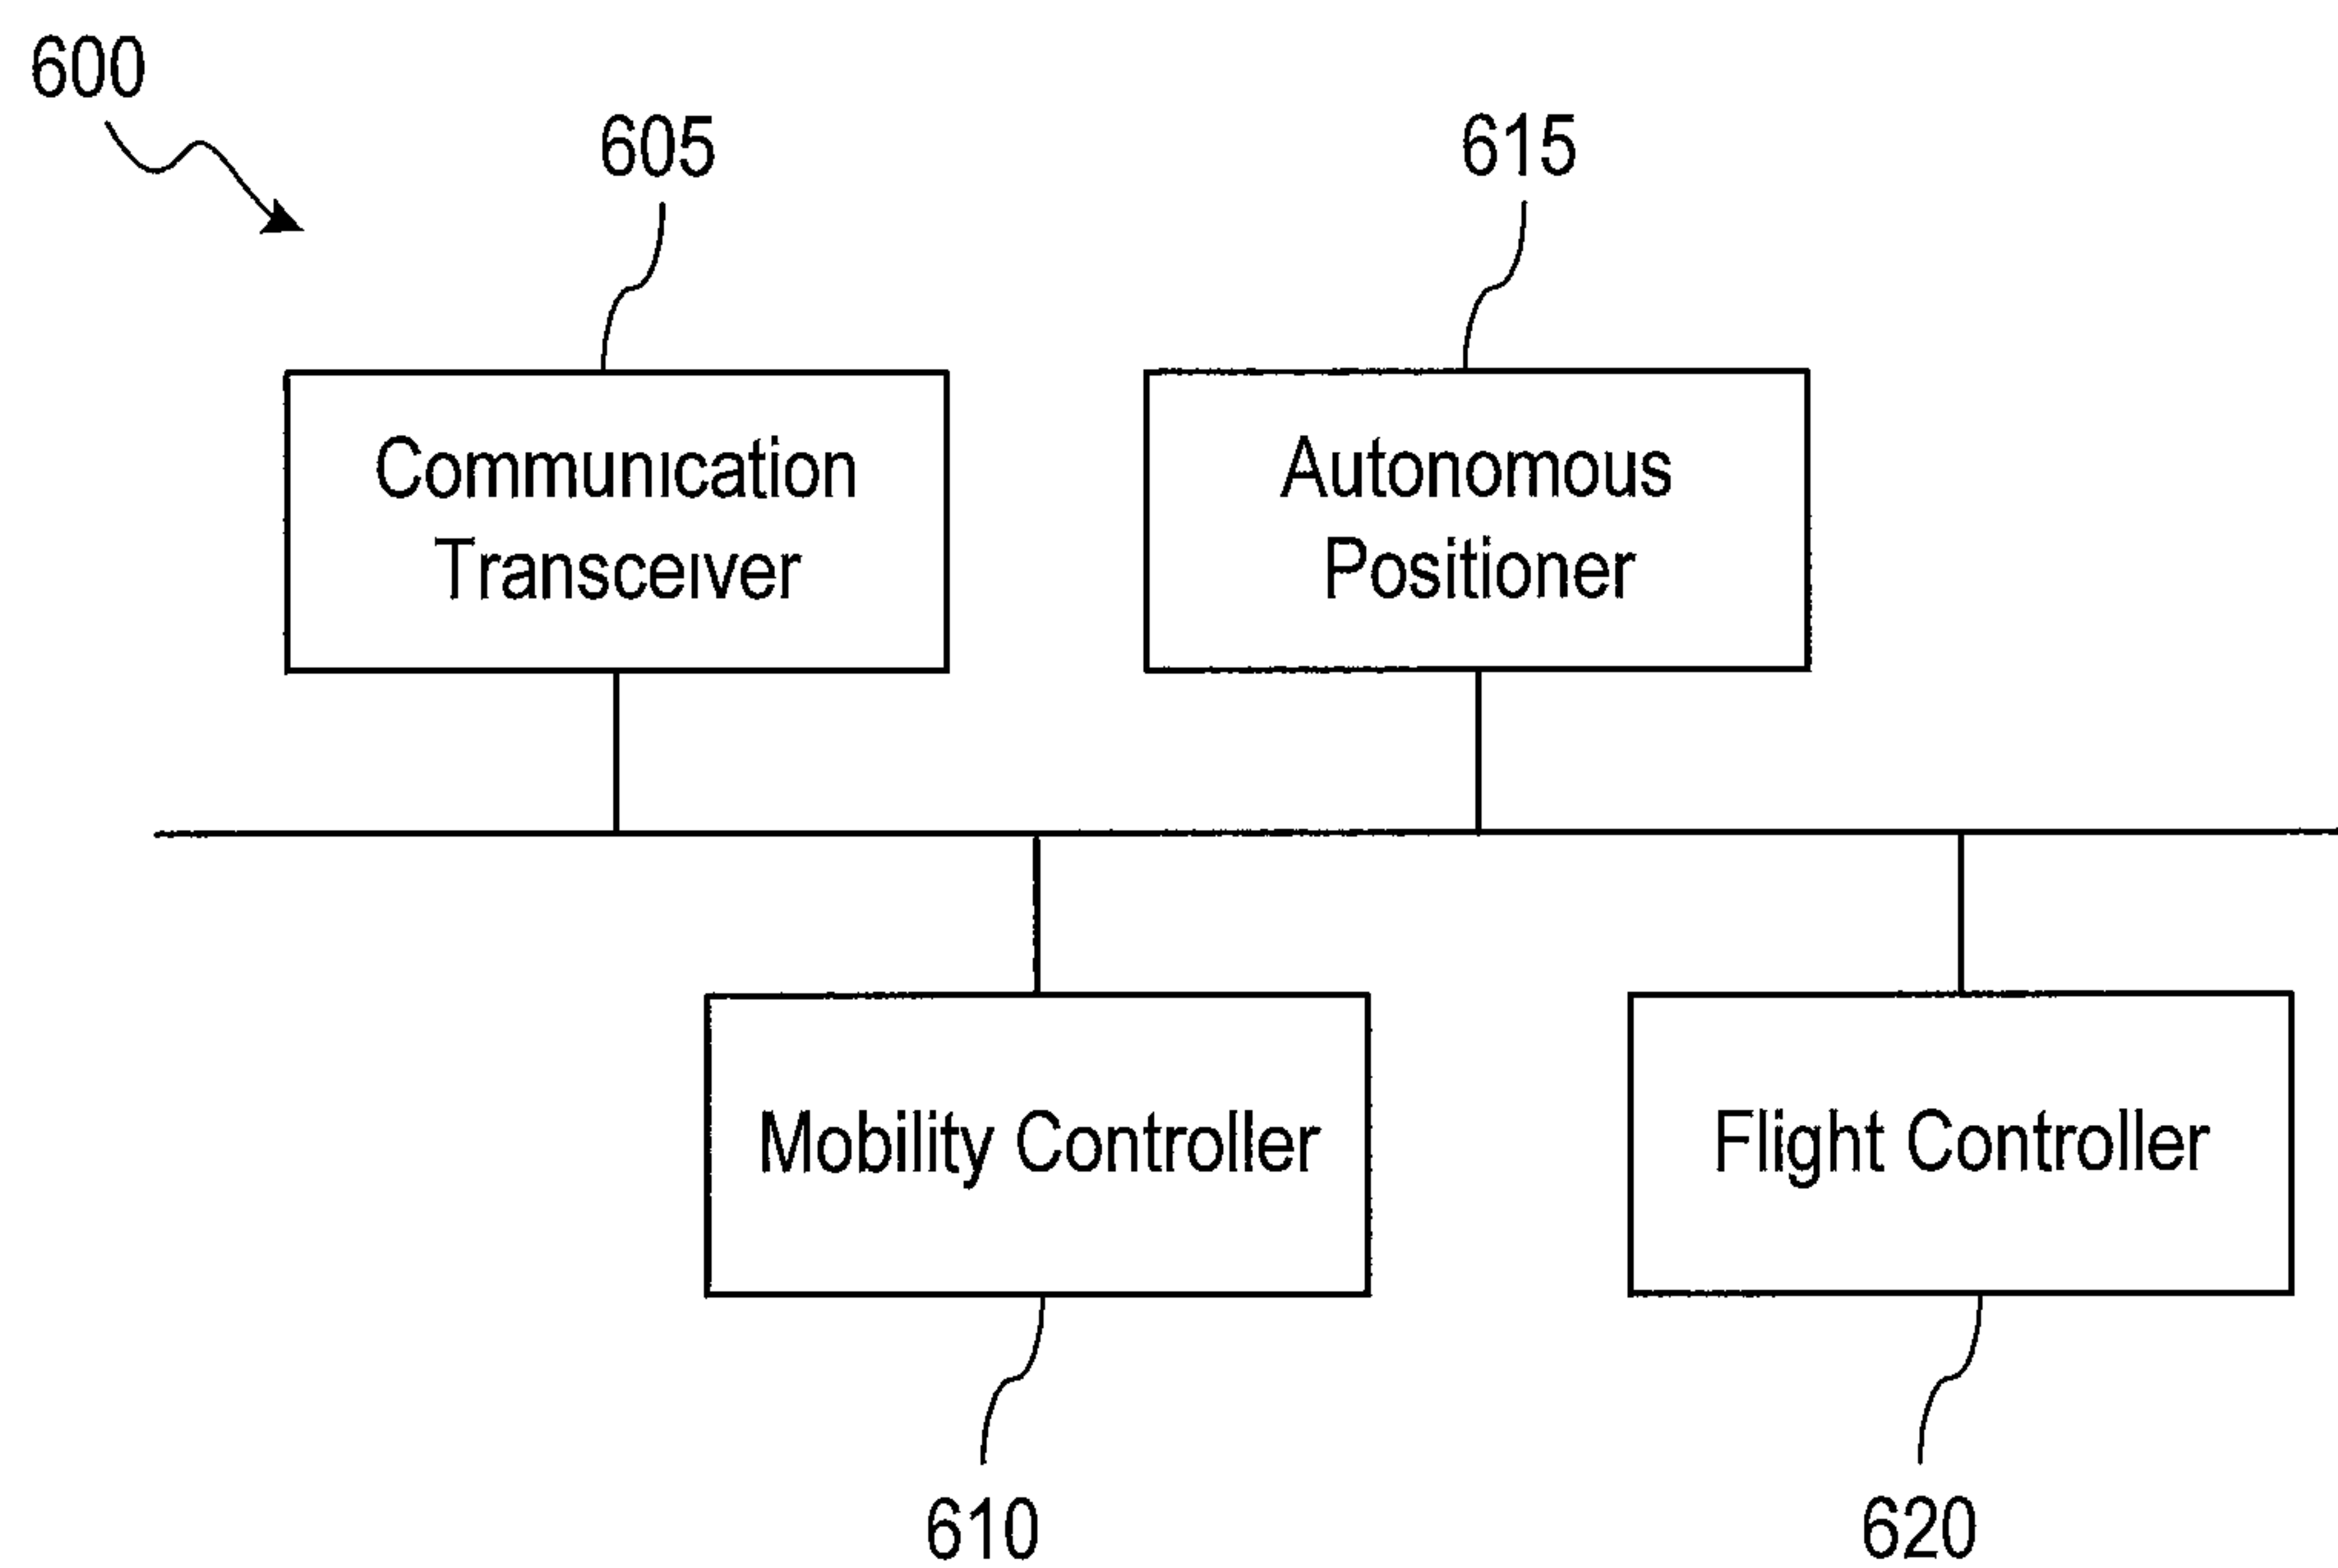 600
605
615
Communication
Transceiver
Autonomous
Positioner
Mobility Controller
Flight Controller
610
620